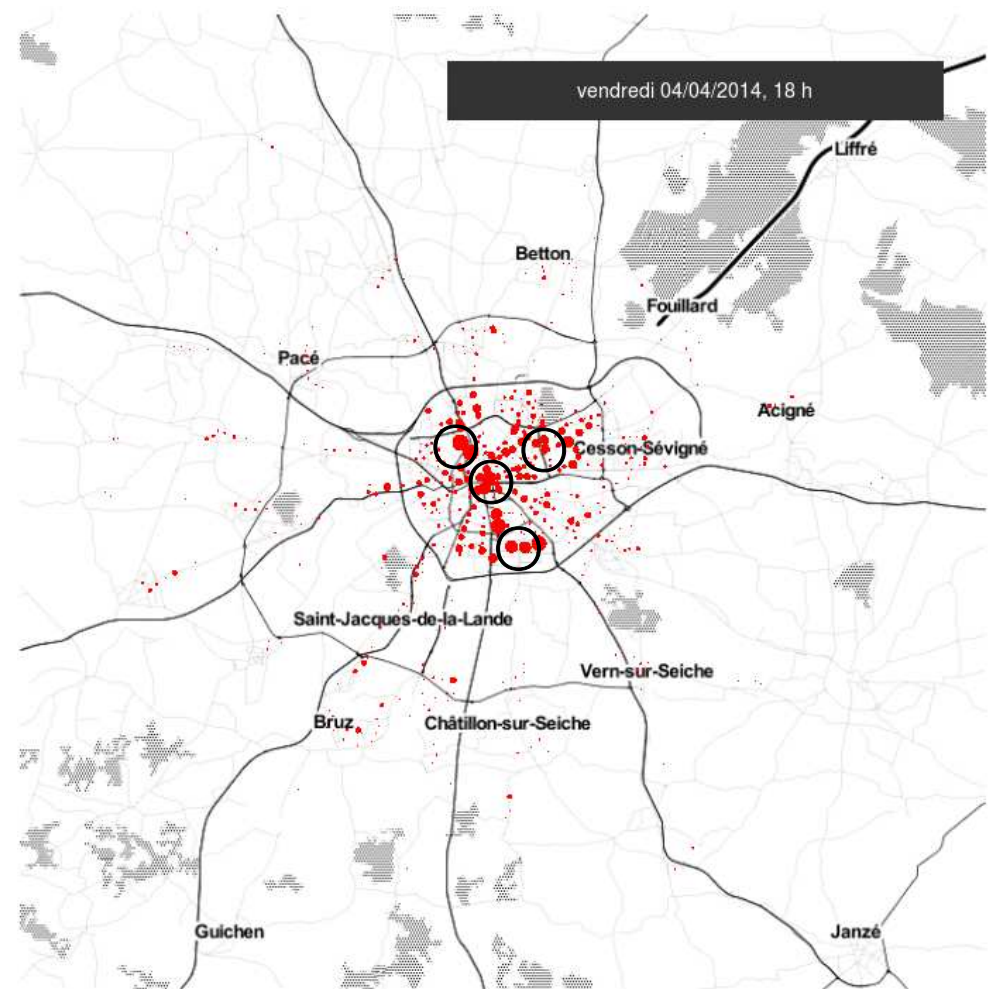 vendredi 04/04/2014, 18 h
Liffré
Betton
Fouillard
Pacé
Acigné
Cesson-Sévigné
Saint-Jacques-de-la-Lande
Vern-sur-Seiche
Bruz
Châtillon-sur-Seiche
Guichen
Janzé